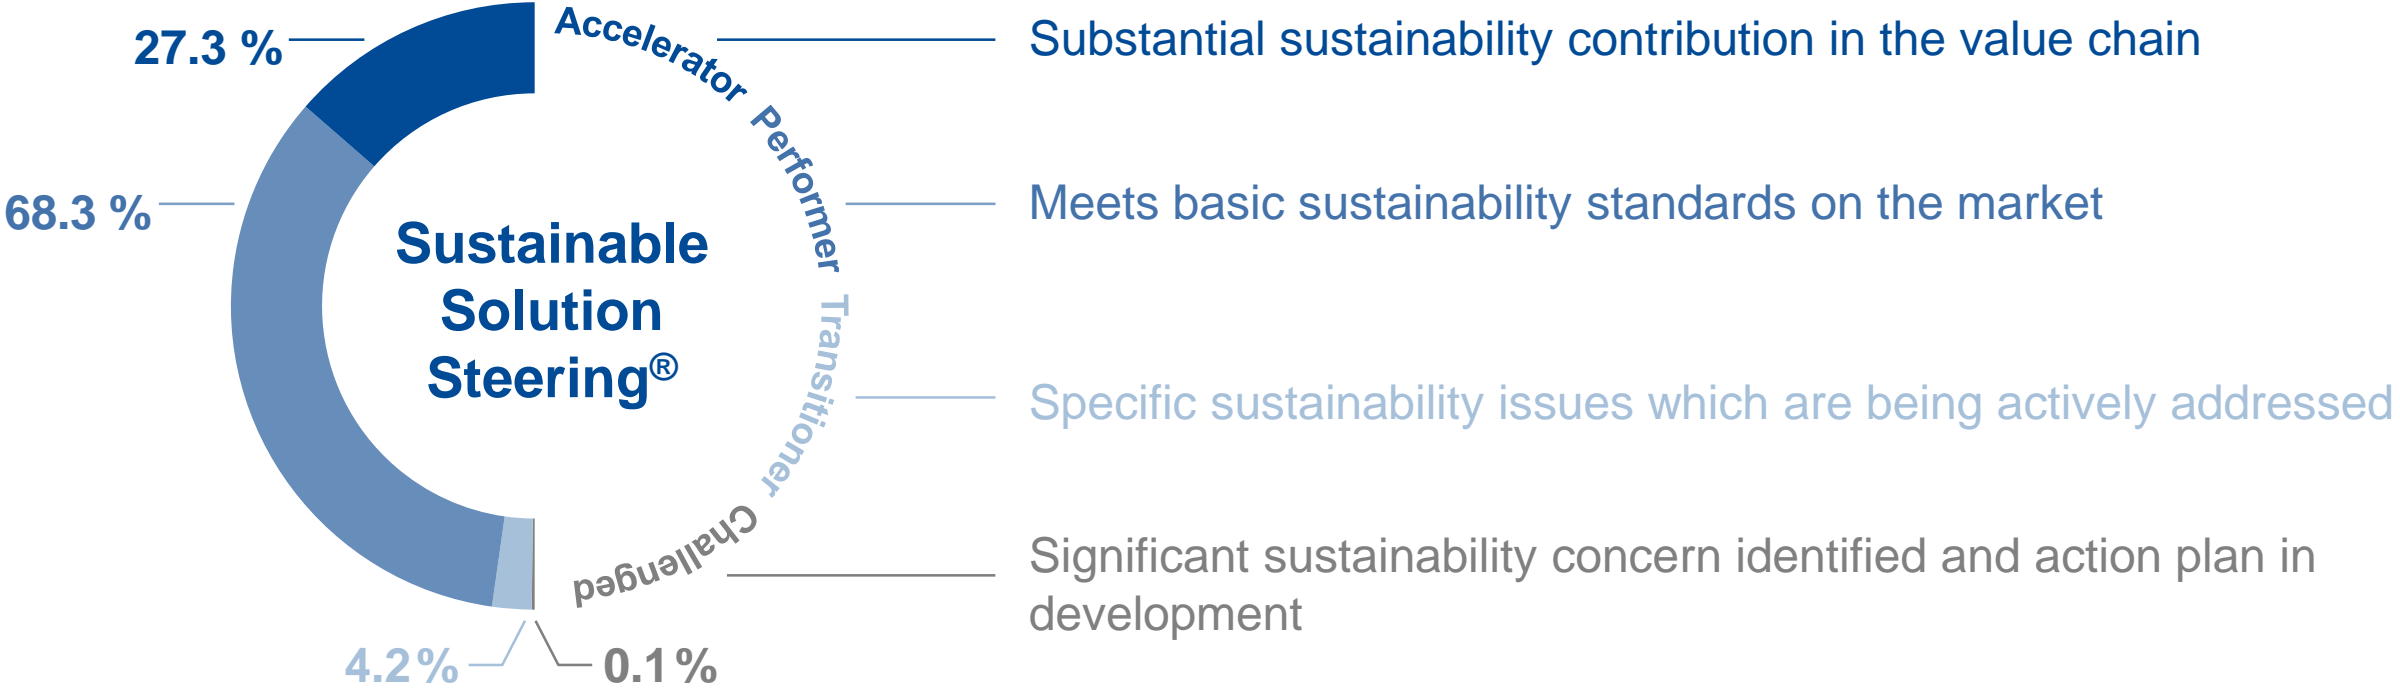 27.3 %
Accelerator
Substantial sustainability contribution in the value chain
68.3 %
Performer
Meets basic sustainability standards on the market
Sustainable
Solution
Steering®
Transitioner
Specific sustainability issues which are being actively addressed
Challenged
Significant sustainability concern identified and action plan in
development
4.2 %
0.1 %